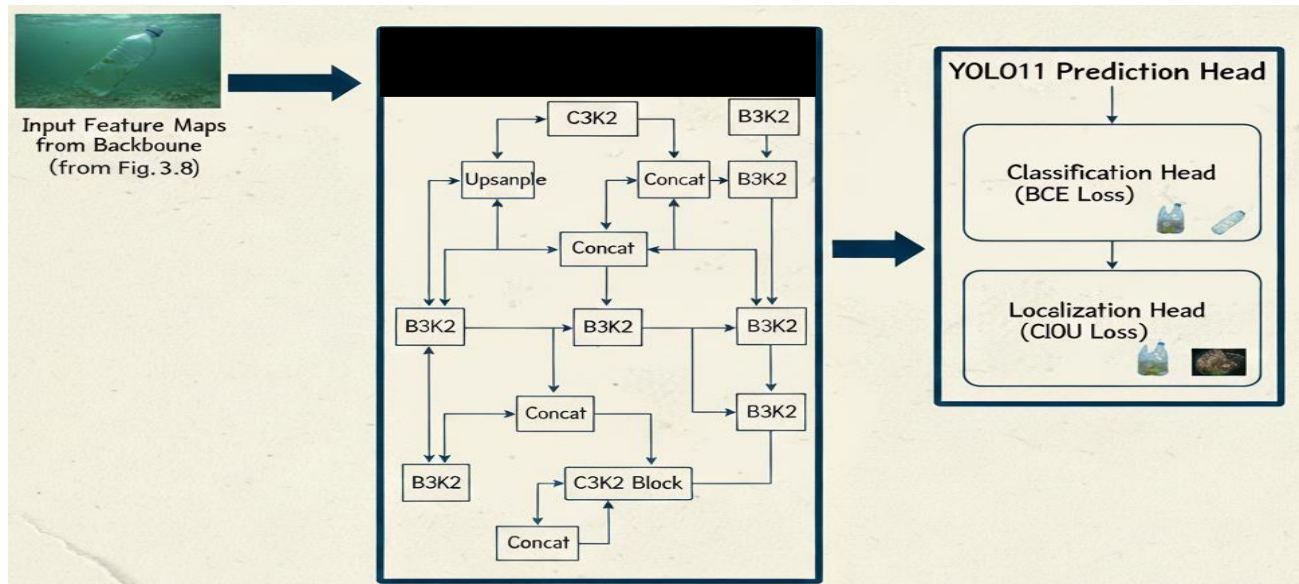 Input Feature Maps
from Backboune
(from Fig.3.8)
C3K2
B3K2
Upsanple
Concat
B3K2
Concat
B3K2
B3K2
B3K2
Concat
B3K2
B3K2
C3K2 Block
Concat
YOLO11 Prediction Head
Classification Head
(BCE Loss)
Localization Head
(CIOU Loss)